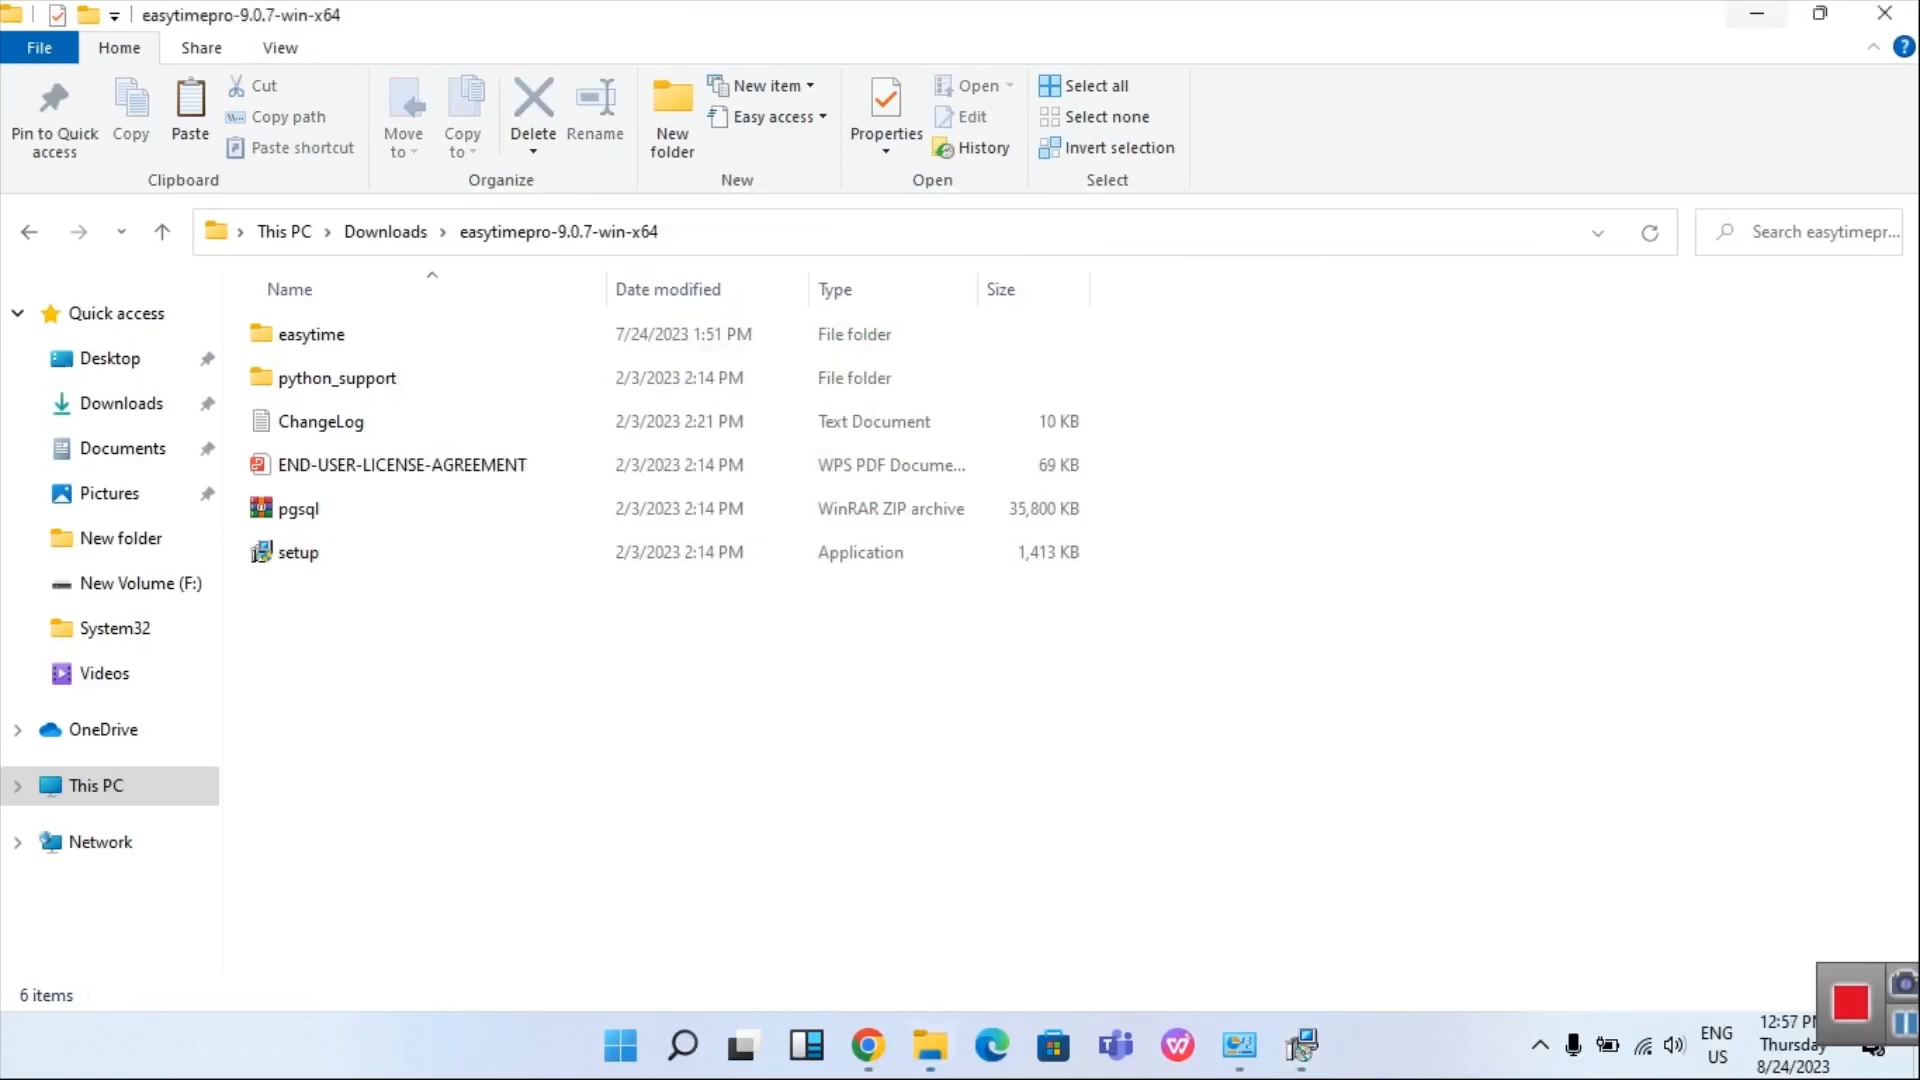 easytimepro-9.0.7-win-x64
File Home Share View
Pin to Quick access
Copy
Paste
Cut
Copy path
Paste shortcut
Clipboard
Move to
Copy to
Delete
Rename
Organize
New folder
New item
Easy access
New
Properties
Open
Edit
History
Open
Select all
Select none
Invert selection
Select
This PC › Downloads › easytimepro-9.0.7-win-x64
Search easytimepr...
Name Date modified Type Size
easytime 7/24/2023 1:51 PM File folder
python_support 2/3/2023 2:14 PM File folder
ChangeLog 2/3/2023 2:21 PM Text Document 10 KB
END-USER-LICENSE-AGREEMENT 2/3/2023 2:14 PM WPS PDF Docume... 69 KB
pgsql 2/3/2023 2:14 PM WinRAR ZIP archive 35,800 KB
setup 2/3/2023 2:14 PM Application 1,413 KB
Quick access
Desktop
Downloads
Documents
Pictures
New folder
New Volume (F:)
System32
Videos
OneDrive
This PC
Network
6 items
ENG
US
12:57 P
Thursday
8/24/2023